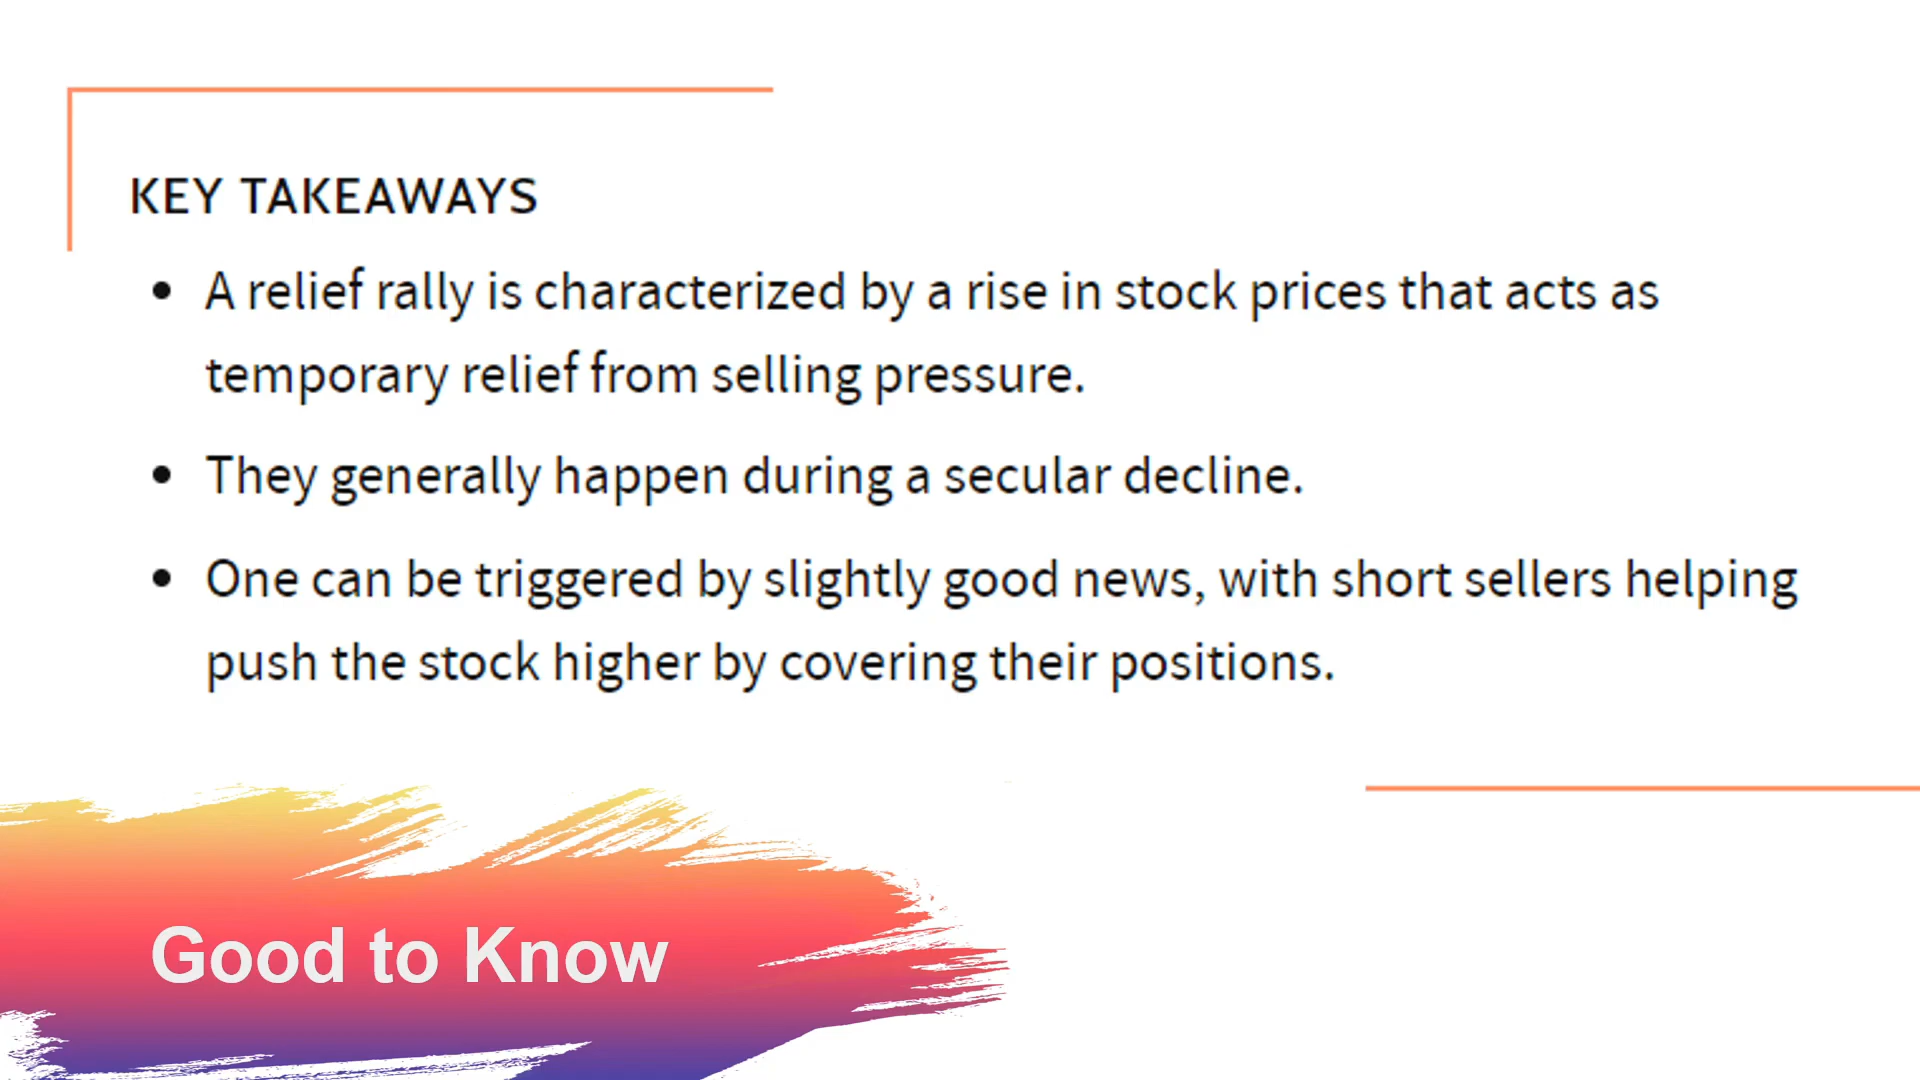 KEY TAKEAWAYS
• A relief rally is characterized by a rise in stock prices that acts as
temporary relief from selling pressure.
• They generally happen during a secular decline.
• One can be triggered by slightly good news, with short sellers helping
push the stock higher by covering their positions.
Good to Know